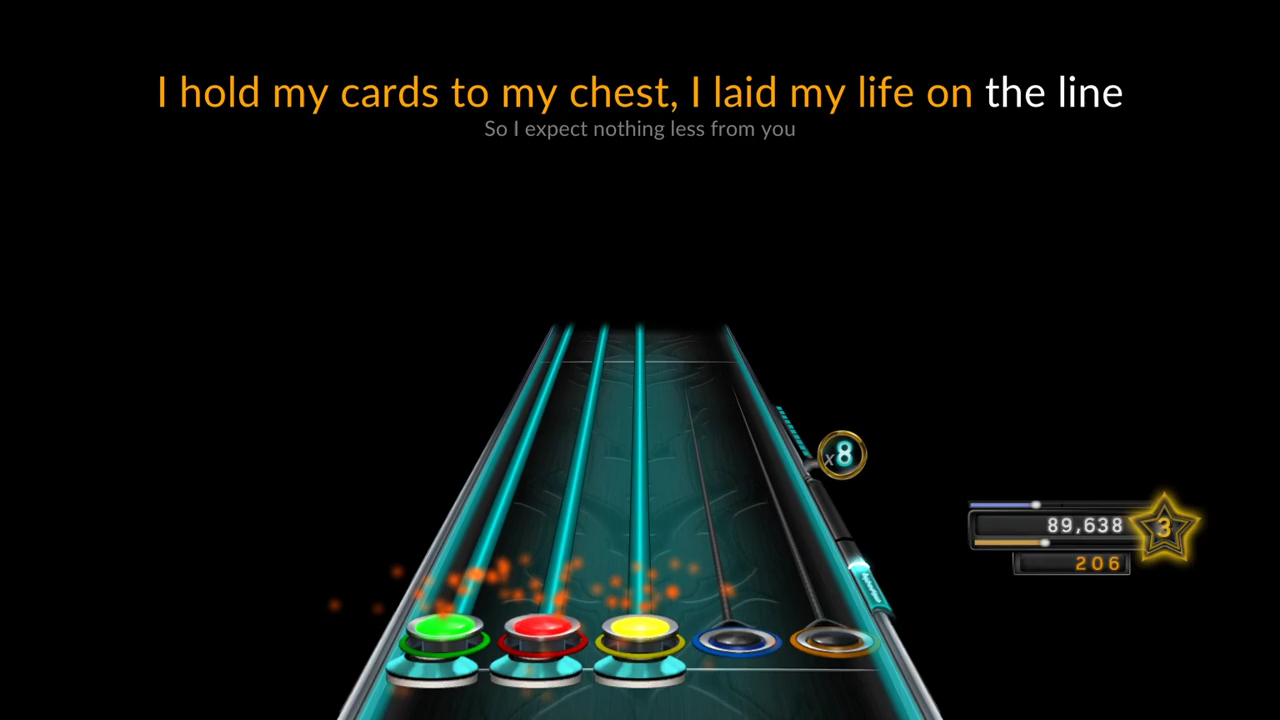 I hold my cards to my chest, I laid my life on the line
So I expect nothing less from you
x8
89,638
3
206